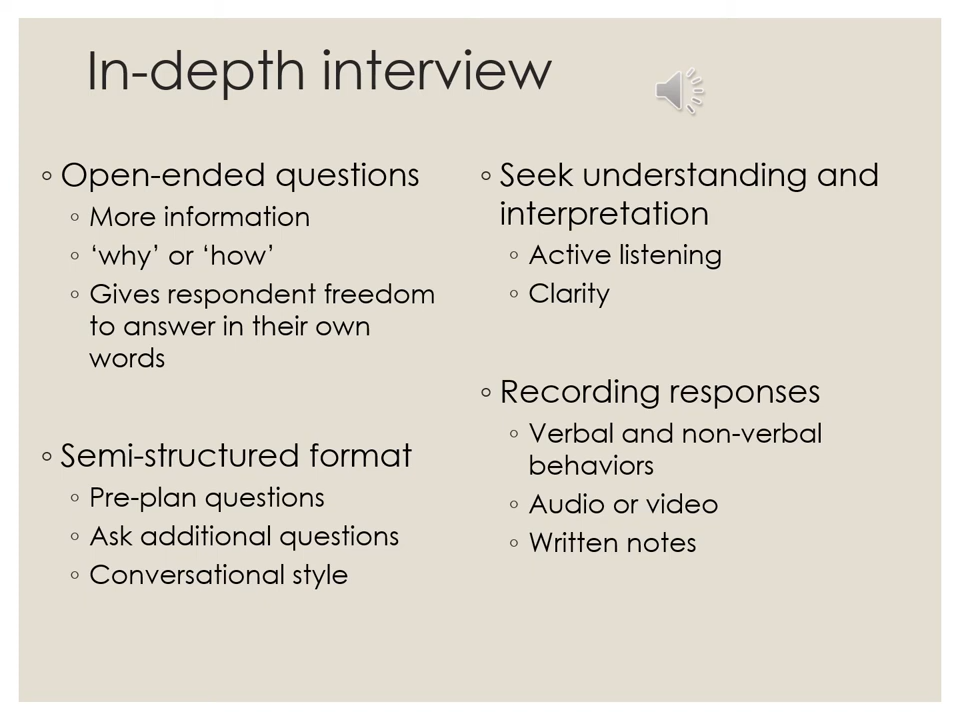 In-depth interview
◦ Open-ended questions
◦ More information
◦ ‘why’ or ‘how’
◦ Gives respondent freedom
to answer in their own
words
◦ Semi-structured format
◦ Pre-plan questions
◦ Ask additional questions
◦ Conversational style
◦ Seek understanding and
interpretation
◦ Active listening
◦ Clarity
◦ Recording responses
◦ Verbal and non-verbal
behaviors
◦ Audio or video
◦ Written notes